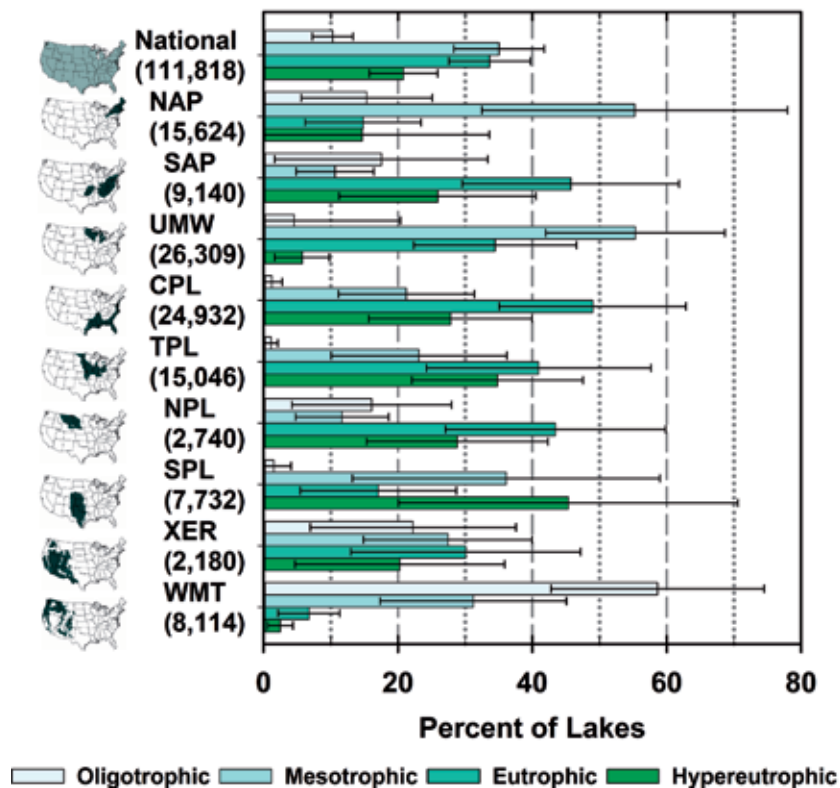 National
(111,818)
NAP
(15,624)
SAP
(9,140)
UMW
(26,309)
CPL
(24,932)
TPL
(15,046)
NPL
(2,740)
SPL
(7,732)
XER
(2,180)
WMT
(8,114)
0 20 40 60 80
Percent of Lakes
Oligotrophic Mesotrophic Eutrophic Hypereutrophic